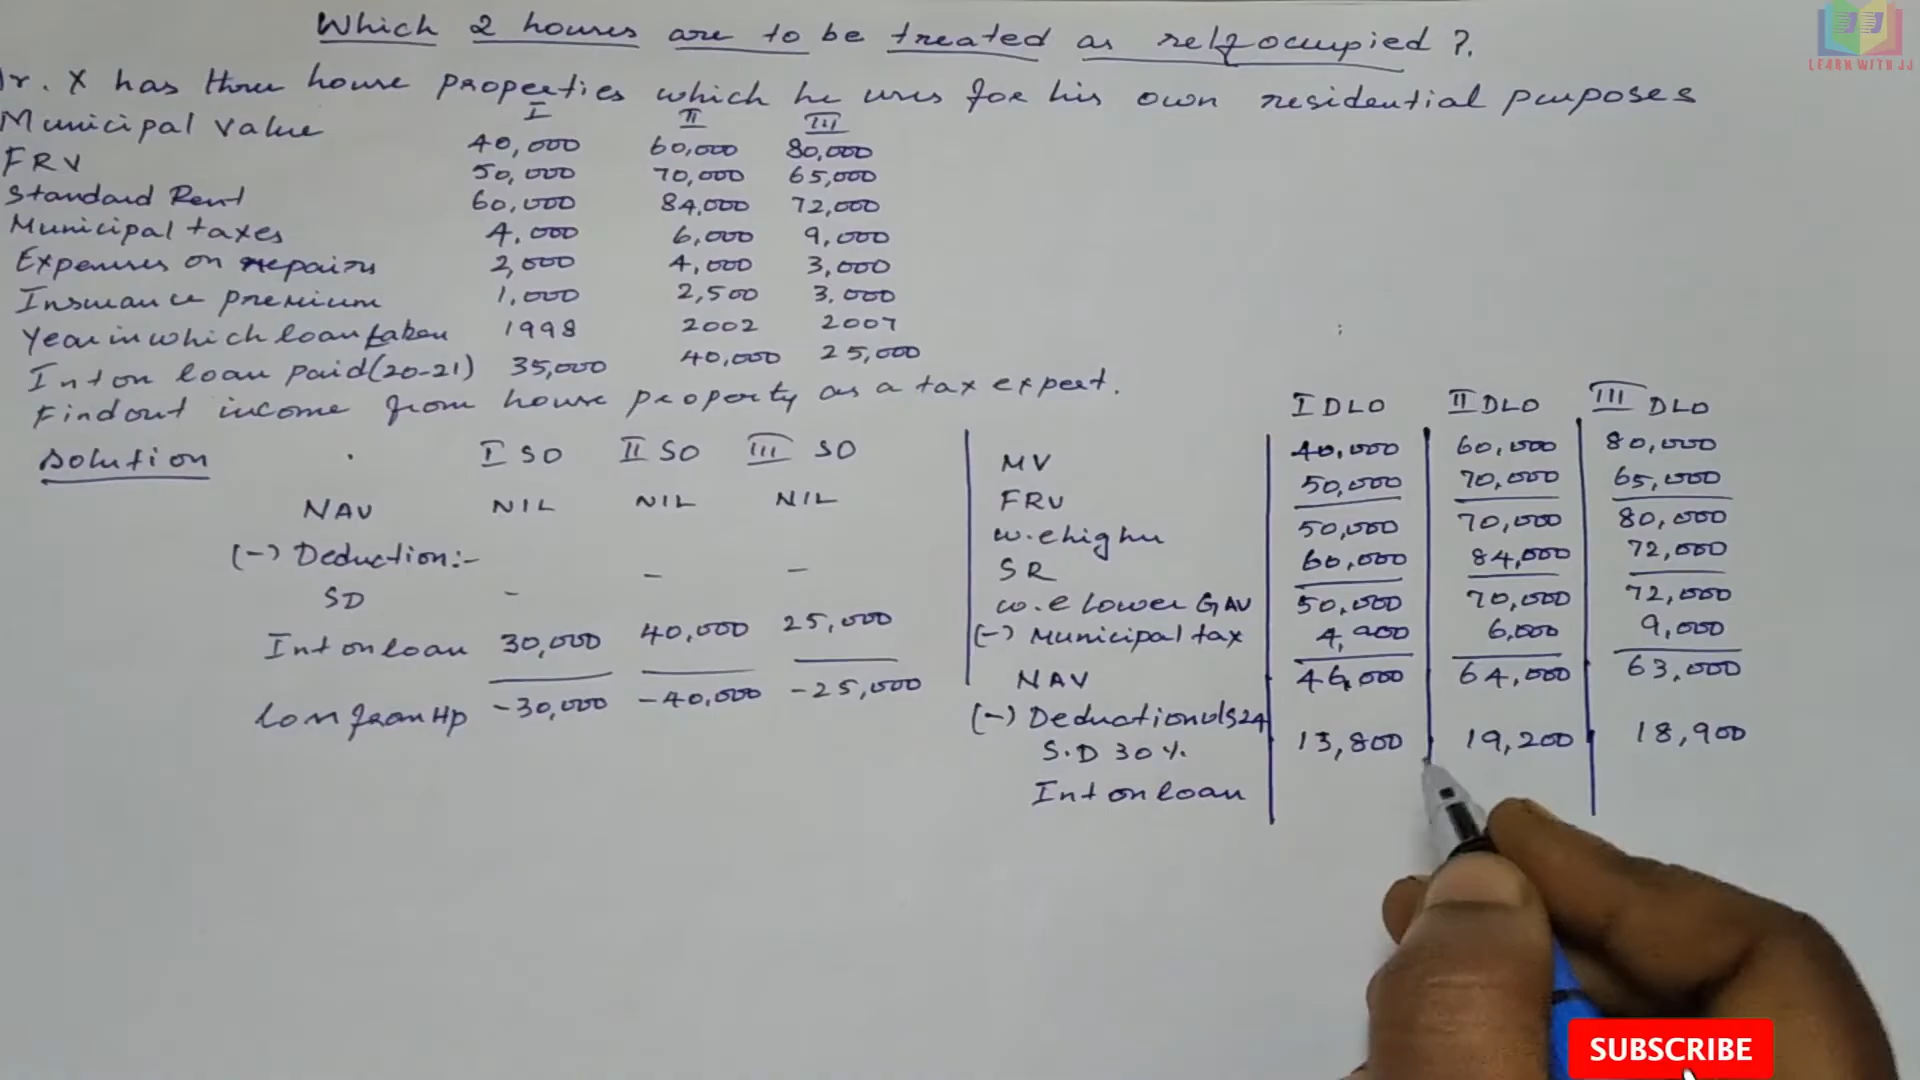 Which 2 houses are to be treated as self occupied ?.
Mr. X has three house properties which he uses for his own residential purposes
I II III
Municipal Value 40,000 60,000 80,000
FRV 50,000 70,000 65,000
Standard Rent 60,000 84,000 72,000
Municipal taxes 4,000 6,000 9,000
Expenses on repairs 2,000 4,000 3,000
Insurance premium 1,000 2,500 3,000
Year in which loan taken 1998 2002 2007
Int on loan paid (20-21) 35,000 40,000 25,000
Find out income from house property as a tax expert.
Solution
I SO II SO III SO
NAV NIL NIL NIL
(-) Deduction:-
SD - - -
Int on loan 30,000 40,000 25,000
Loss from HP -30,000 -40,000 -25,000
I DLO II DLO III DLO
MV 40,000 60,000 80,000
FRV 50,000 70,000 65,000
w.e higher 50,000 70,000 80,000
SR 60,000 84,000 72,000
w.e lower GAV 50,000 70,000 72,000
(-) Municipal tax 4,000 6,000 9,000
NAV 46,000 64,000 63,000
(-) Deduction u/s 24
S.D 30 % 13,800 19,200 18,900
Int on loan
LEARN WITH JJ
SUBSCRIBE